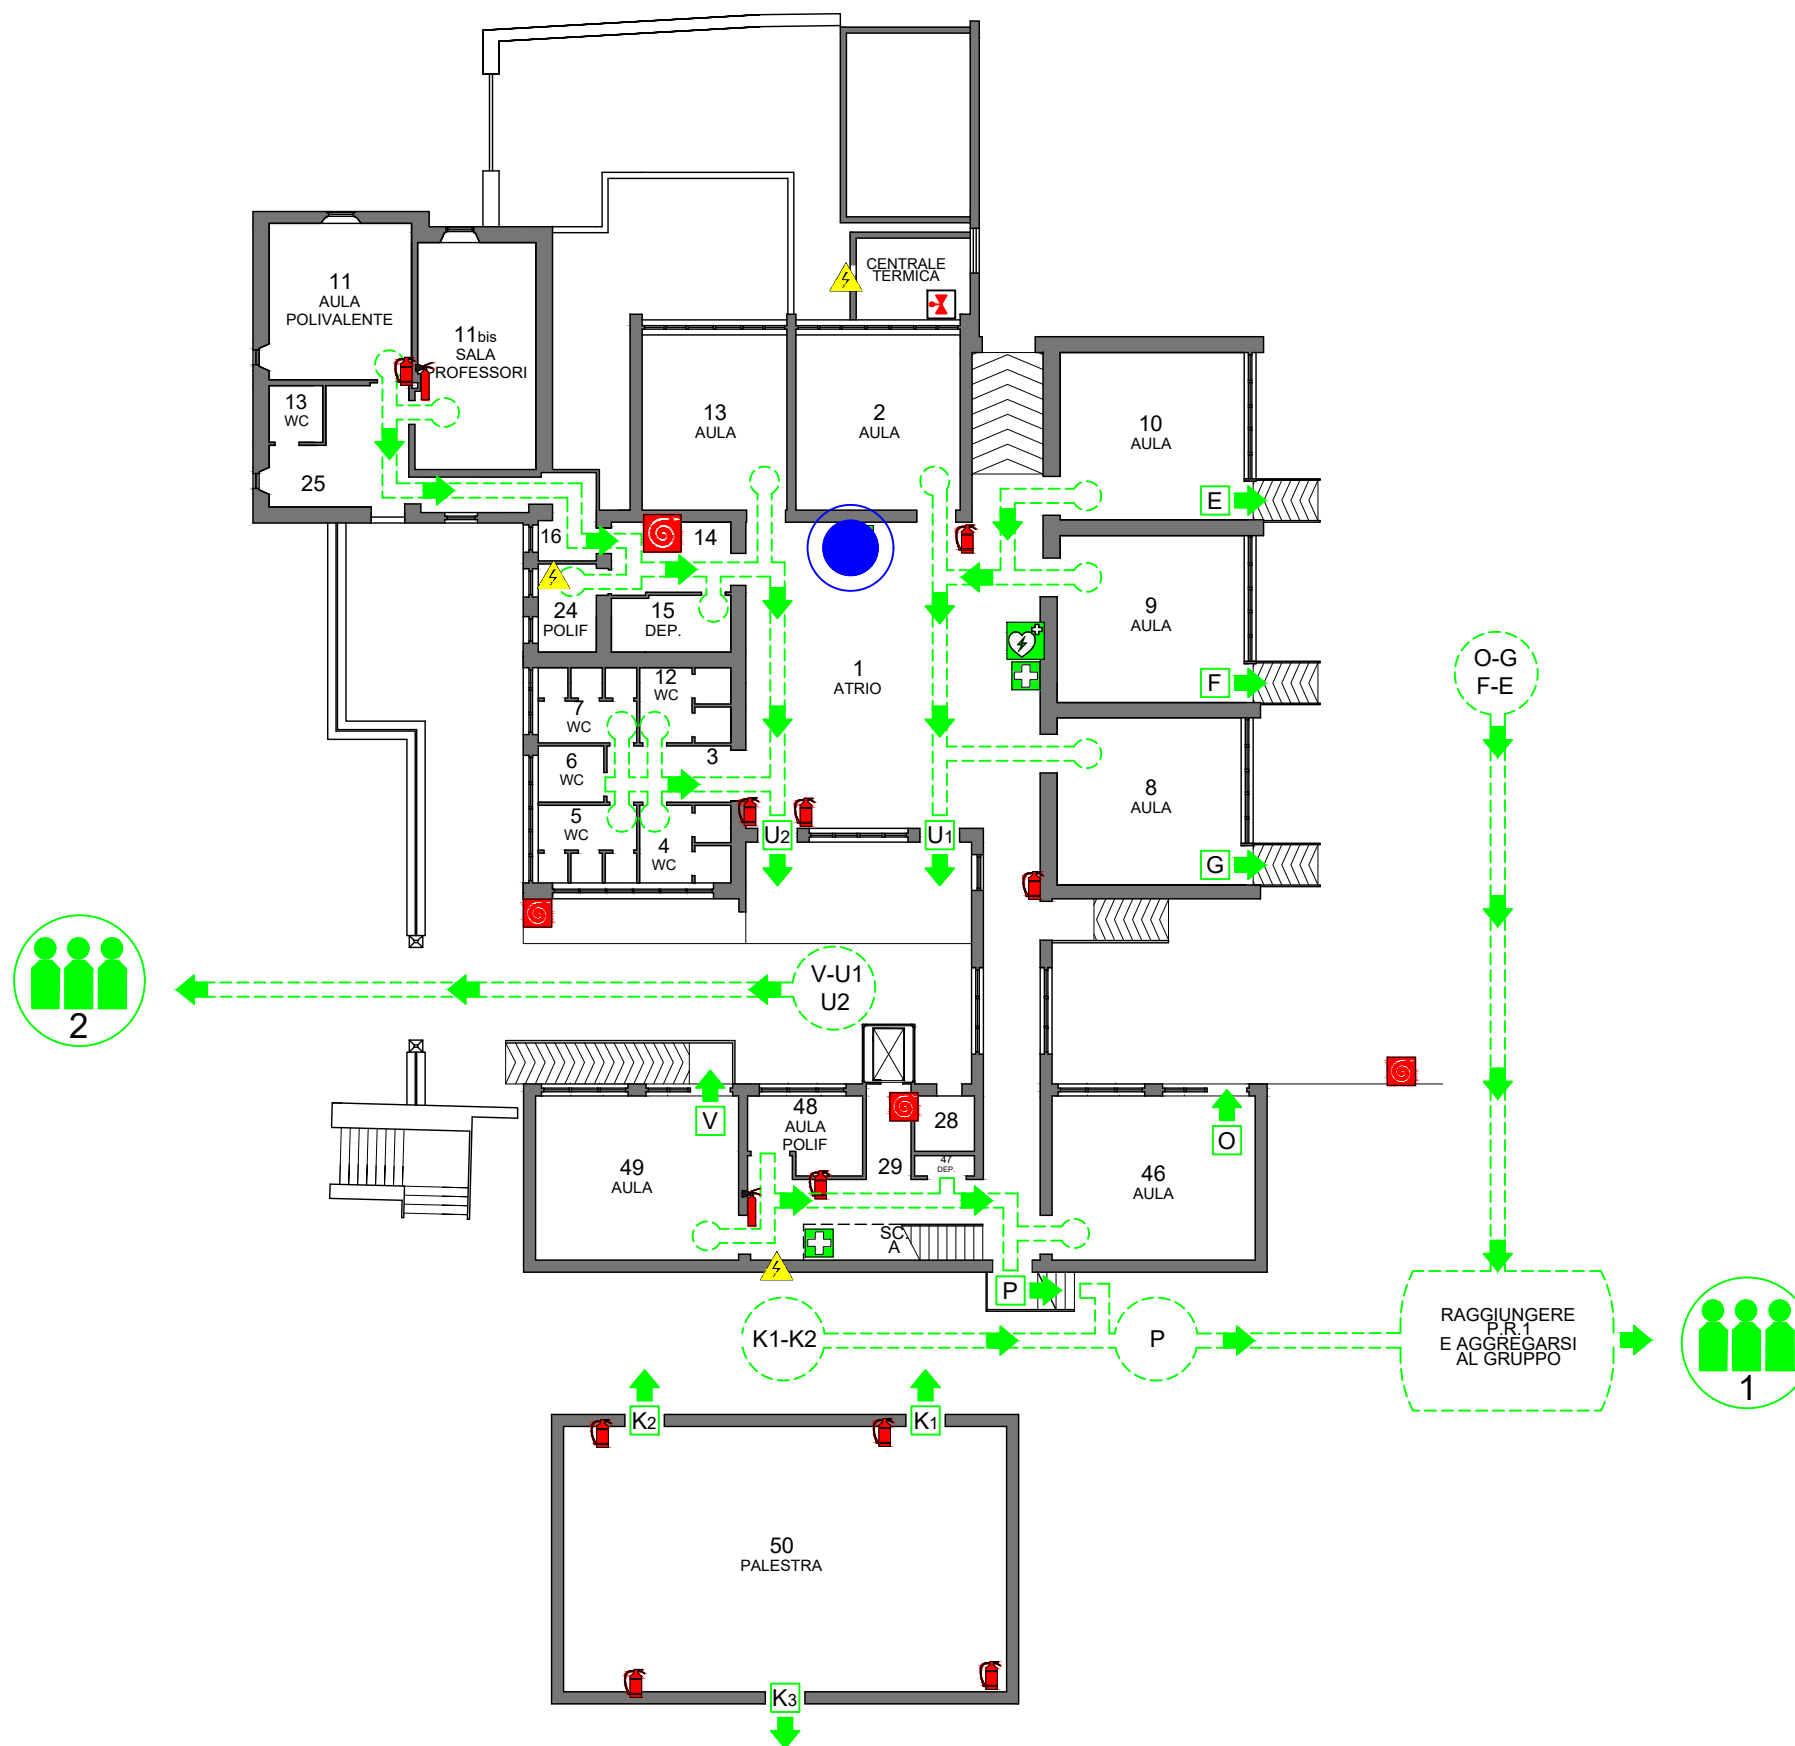 CENTRALE
TERMICA
11
AULA
POLIVALENTE
11bis
SALA
PROFESSORI
13
WC
25
13
AULA
2
AULA
10
AULA
E
16
14
24
POLIF
15
DEP.
9
AULA
F
1
ATRIO
O-G
F-E
12
WC
7
WC
3
6
WC
5
WC
4
WC
8
AULA
G
U2
U1
2
V-U1
U2
V
48
AULA
POLIF
28
O
49
AULA
29
47
DEP.
46
AULA
SC.
A
P
K1-K2
P
RAGGIUNGERE
P.R.1
E AGGREGARSI
AL GRUPPO
1
K2
K1
50
PALESTRA
K3